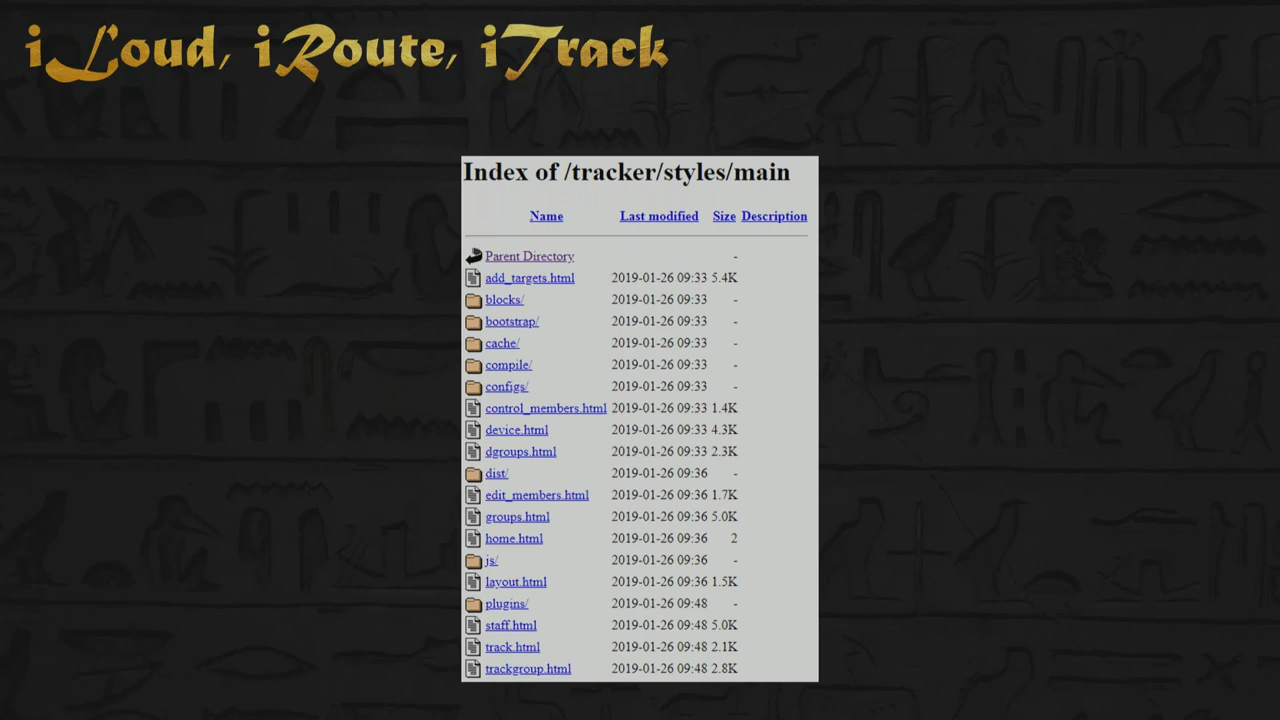 iLoud, iRoute, iTrack
Index of /tracker/styles/main
Name Last modified Size Description
Parent Directory -
add_targets.html 2019-01-26 09:33 5.4K
blocks/ 2019-01-26 09:33 -
bootstrap/ 2019-01-26 09:33 -
cache/ 2019-01-26 09:33 -
compile/ 2019-01-26 09:33 -
configs/ 2019-01-26 09:33 -
control_members.html 2019-01-26 09:33 1.4K
device.html 2019-01-26 09:33 4.3K
dgroups.html 2019-01-26 09:33 2.3K
dist/ 2019-01-26 09:36 -
edit_members.html 2019-01-26 09:36 1.7K
groups.html 2019-01-26 09:36 5.0K
home.html 2019-01-26 09:36 2
js/ 2019-01-26 09:36 -
layout.html 2019-01-26 09:36 1.5K
plugins/ 2019-01-26 09:48 -
staff.html 2019-01-26 09:48 5.0K
track.html 2019-01-26 09:48 2.1K
trackgroup.html 2019-01-26 09:48 2.8K